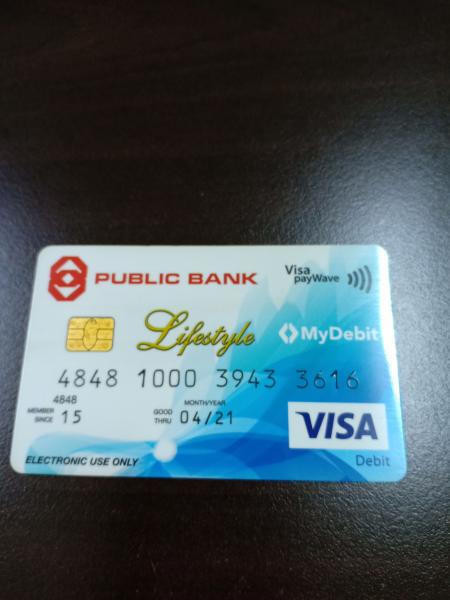 PUBLIC BANK
Visa
payWave
Lifestyle
MyDebit
4848 1000 3943 3616
4848
MEMBER SINCE 15
MONTH/YEAR
GOOD THRU 04/21
VISA
Debit
ELECTRONIC USE ONLY